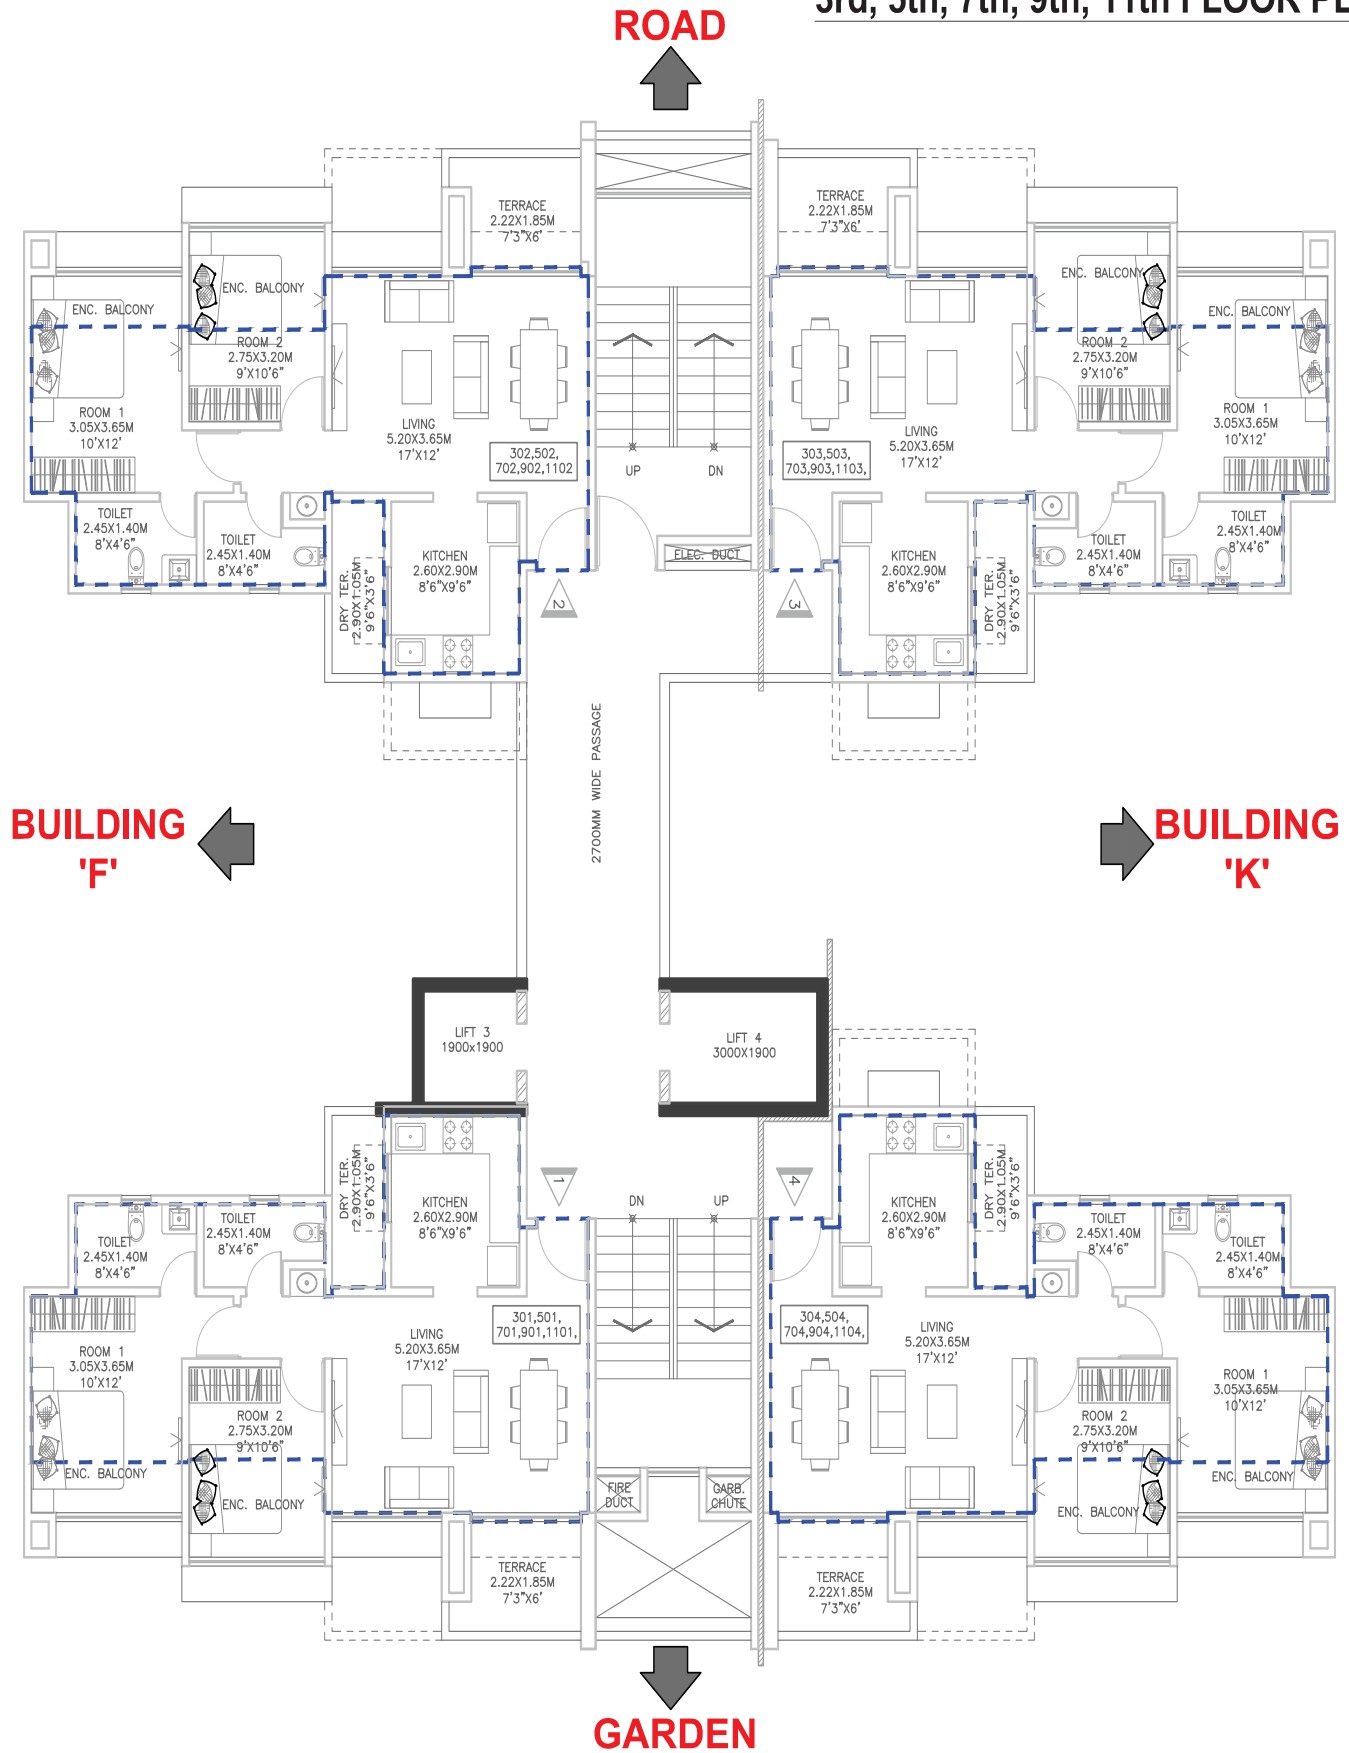 3rd, 5th, 7th, 9th, 11th FLOOR
ROAD
TERRACE
2.22X1.85M
7'3"X6'
TERRACE
2.22X1.85M
7'3"X6'
ENC. BALCONY
ENC. BALCONY
ENC. BALCONY
ENC. BALCONY
ROOM 2
2.75X3.20M
9'X10'6"
ROOM 2
2.75X3.20M
9'X10'6"
ROOM 1
3.05X3.65M
10'X12'
LIVING
5.20X3.65M
17'X12'
302,502,
702,902,1102
UP
DN
303,503,
703,903,1103,
LIVING
5.20X3.65M
17'X12'
ROOM 1
3.05X3.65M
10'X12'
TOILET
2.45X1.40M
8'X4'6"
TOILET
2.45X1.40M
8'X4'6"
DRY TER.
2.90X1.05M
9'6"X3'6"
KITCHEN
2.60X2.90M
8'6"X9'6"
ELEC. DUCT
KITCHEN
2.60X2.90M
8'6"X9'6"
DRY TER.
2.90X1.05M
9'6"X3'6"
TOILET
2.45X1.40M
8'X4'6"
TOILET
2.45X1.40M
8'X4'6"
2
3
2700MM WIDE PASSAGE
BUILDING
'F'
BUILDING
'K'
LIFT 3
1900x1900
LIFT 4
3000X1900
1
4
DN
UP
TOILET
2.45X1.40M
8'X4'6"
TOILET
2.45X1.40M
8'X4'6"
DRY TER.
2.90X1.05M
9'6"X3'6"
KITCHEN
2.60X2.90M
8'6"X9'6"
KITCHEN
2.60X2.90M
8'6"X9'6"
DRY TER.
2.90X1.05M
9'6"X3'6"
TOILET
2.45X1.40M
8'X4'6"
TOILET
2.45X1.40M
8'X4'6"
301,501,
701,901,1101,
304,504,
704,904,1104,
ROOM 1
3.05X3.65M
10'X12'
LIVING
5.20X3.65M
17'X12'
LIVING
5.20X3.65M
17'X12'
ROOM 1
3.05X3.65M
10'X12'
ROOM 2
2.75X3.20M
9'X10'6"
ROOM 2
2.75X3.20M
9'X10'6"
ENC. BALCONY
ENC. BALCONY
ENC. BALCONY
ENC. BALCONY
FIRE
DUCT
GARB.
CHUTE
TERRACE
2.22X1.85M
7'3"X6'
TERRACE
2.22X1.85M
7'3"X6'
GARDEN